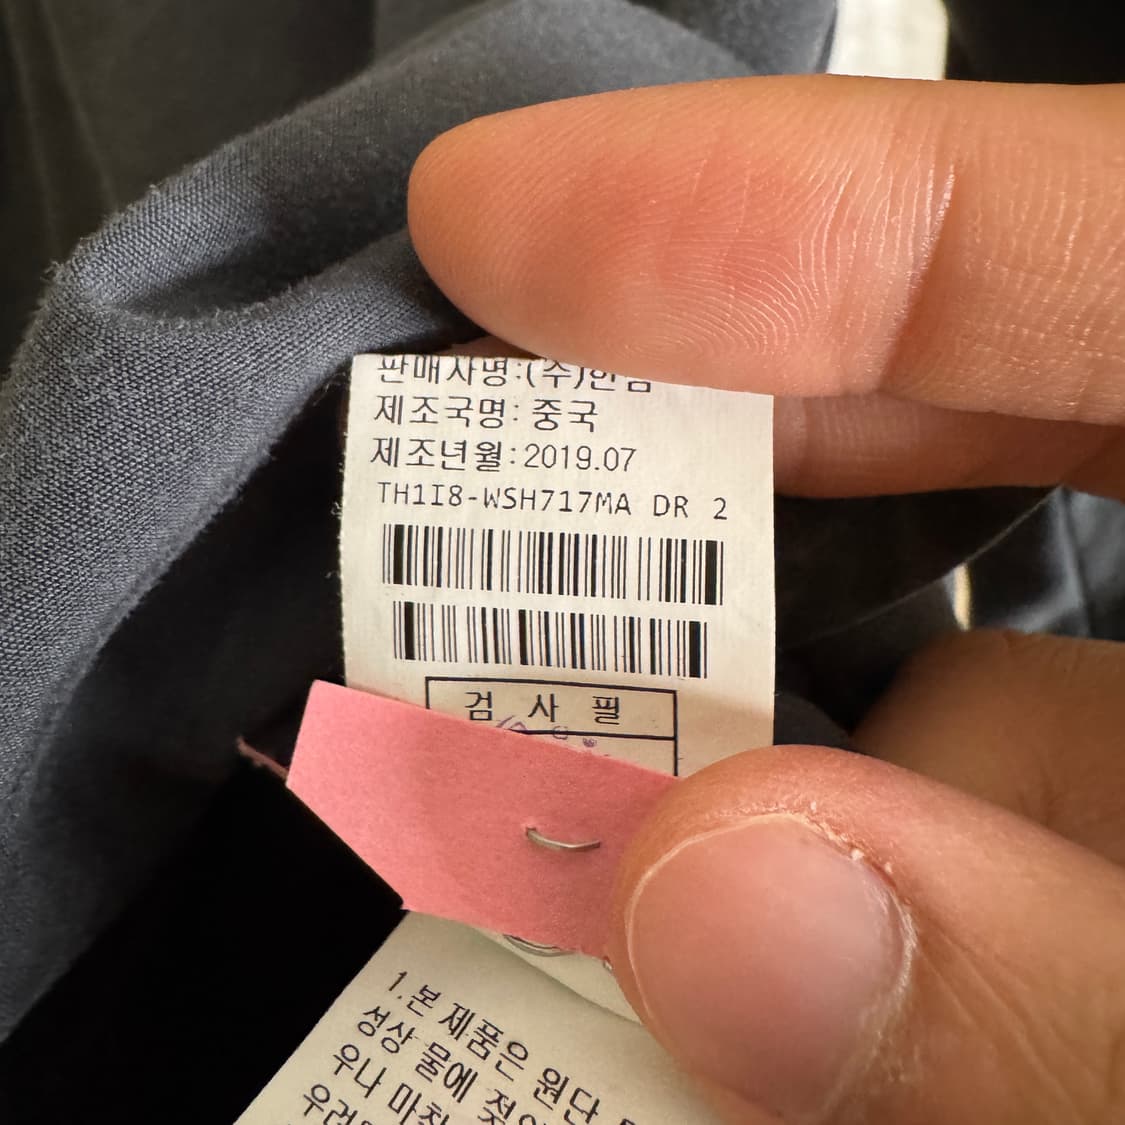 판매자명:(주)한섬
제조국명: 중국
제조년월:2019.07
TH1I8-WSH717MA DR 2
검 사 필
1.본 제품은 원단
성상 물에 젖
우나 마
우려